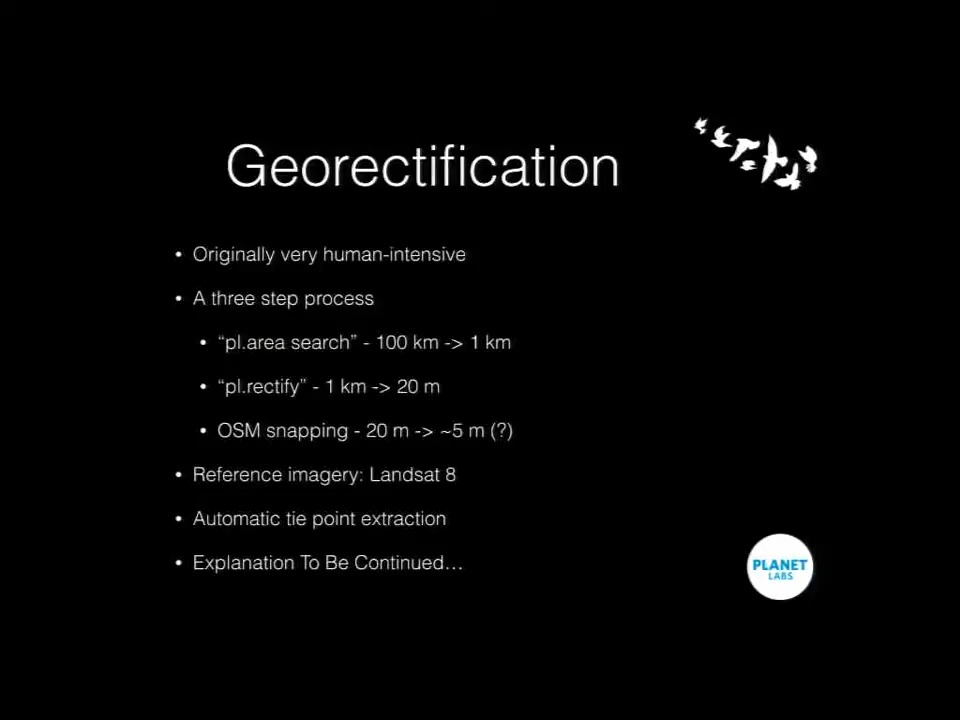 Georectification
• Originally very human-intensive
• A three step process
• “pl.area search” - 100 km -> 1 km
• “pl.rectify” - 1 km -> 20 m
• OSM snapping - 20 m -> ~5 m (?)
• Reference imagery: Landsat 8
• Automatic tie point extraction
• Explanation To Be Continued…
PLANET
LABS